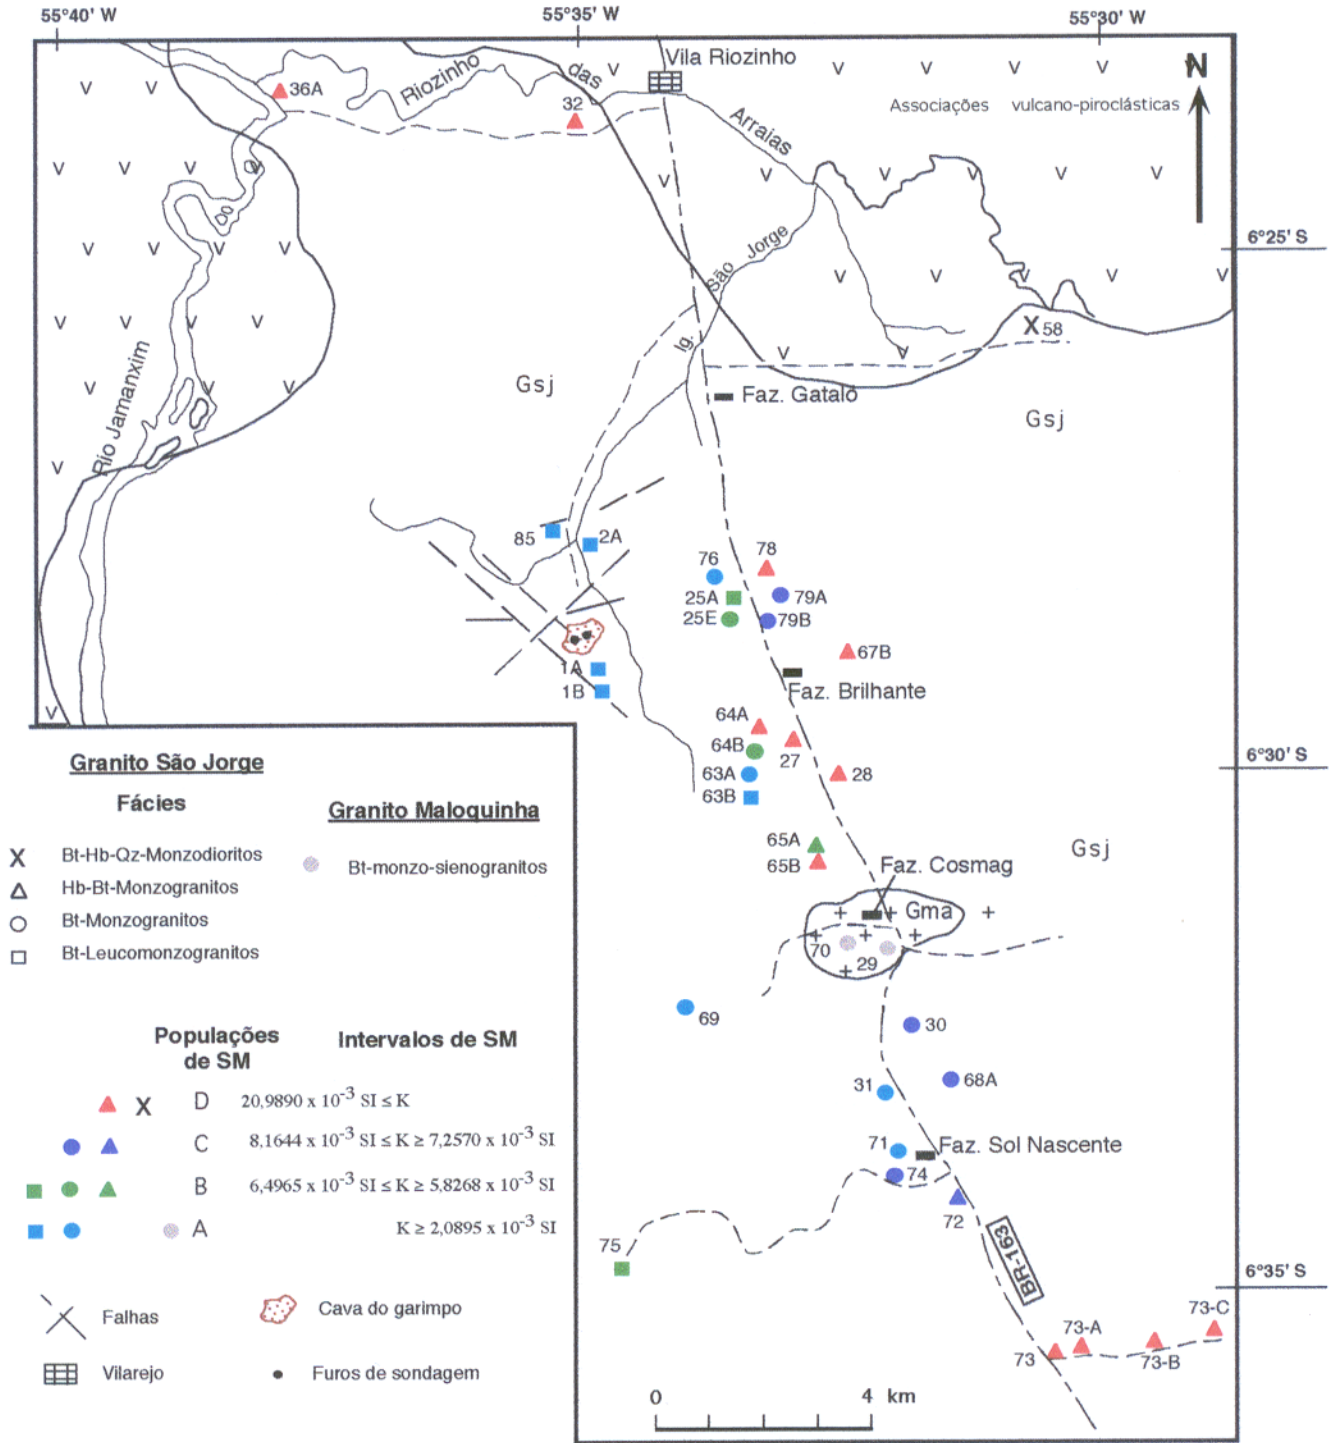 55°40' W
55°35' W
55°30' W
Vila Riozinho
N
36A
Riozinho
das
Arraias
32
Associações vulcano-piroclásticas
6°25' S
São Jorge
Ig.
X 58
Rio Jamanxim
Gsj
Faz. Gatalo
Gsj
85
2A
76
78
25A
79A
25E
79B
67B
1A
1B
Faz. Brilhante
64A
64B
27
63A
28
63B
6°30' S
65A
65B
Gsj
Faz. Cosmag
Gma
70
29
69
30
31
68A
71
Faz. Sol Nascente
74
72
75
BR-163
6°35' S
73
73-A
73-B
73-C
0 4 km
Granito São Jorge
Fácies
Granito Maloquinha
X Bt-Hb-Qz-Monzodioritos
Hb-Bt-Monzogranitos
Bt-Monzogranitos
Bt-Leucomonzogranitos
Bt-monzo-sienogranitos
Populações de SM
Intervalos de SM
X D 20,9890 x 10-3 SI ≤ K
C 8,1644 x 10-3 SI ≤ K ≥ 7,2570 x 10-3 SI
B 6,4965 x 10-3 SI ≤ K ≥ 5,8268 x 10-3 SI
A K ≥ 2,0895 x 10-3 SI
Falhas
Cava do garimpo
Vilarejo
Furos de sondagem